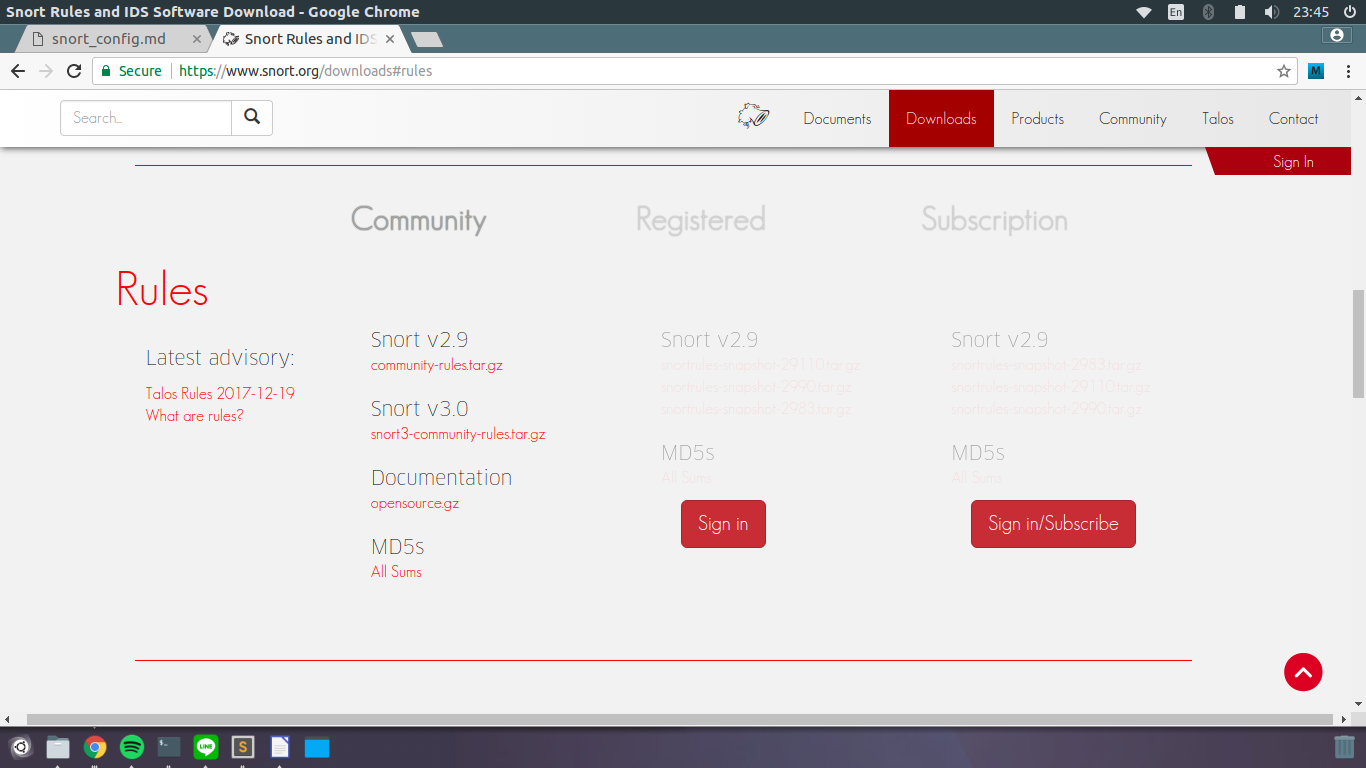 Snort Rules and IDS Software Download - Google Chrome
En
23:45
snort_config.md
Snort Rules and IDS
Secure
https://www.snort.org/downloads#rules
M
Search..
Documents
Downloads
Products
Community
Talos
Contact
Sign In
Community
Registered
Subscription
Rules
Latest advisory:
Talos Rules 2017-12-19
What are rules?
Snort v2.9
community-rules.tar.gz
Snort v3.0
snort3-community-rules.tar.gz
Documentation
opensource.gz
MD5s
All Sums
Snort v2.9
snortrules-snapshot-29110.tar.gz
snortrules-snapshot-2990.tar.gz
snortrules-snapshot-2983.tar.gz
MD5s
All Sums
Sign in
Snort v2.9
snortrules-snapshot-2983.tar.gz
snortrules-snapshot-29110.tar.gz
snortrules-snapshot-2990.tar.gz
MD5s
All Sums
Sign in/Subscribe
LINE
S